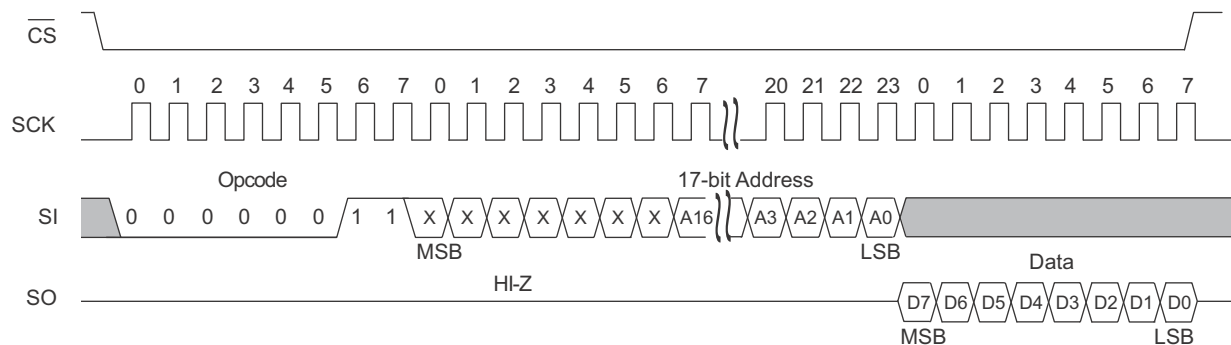 CS
0 1 2 3 4 5 6 7 0 1 2 3 4 5 6 7 20 21 22 23 0 1 2 3 4 5 6 7
SCK
Opcode 17-bit Address
SI 0 0 0 0 0 0 1 1 X X X X X X X A16 A3 A2 A1 A0
MSB LSB Data
HI-Z
SO D7 D6 D5 D4 D3 D2 D1 D0
MSB LSB